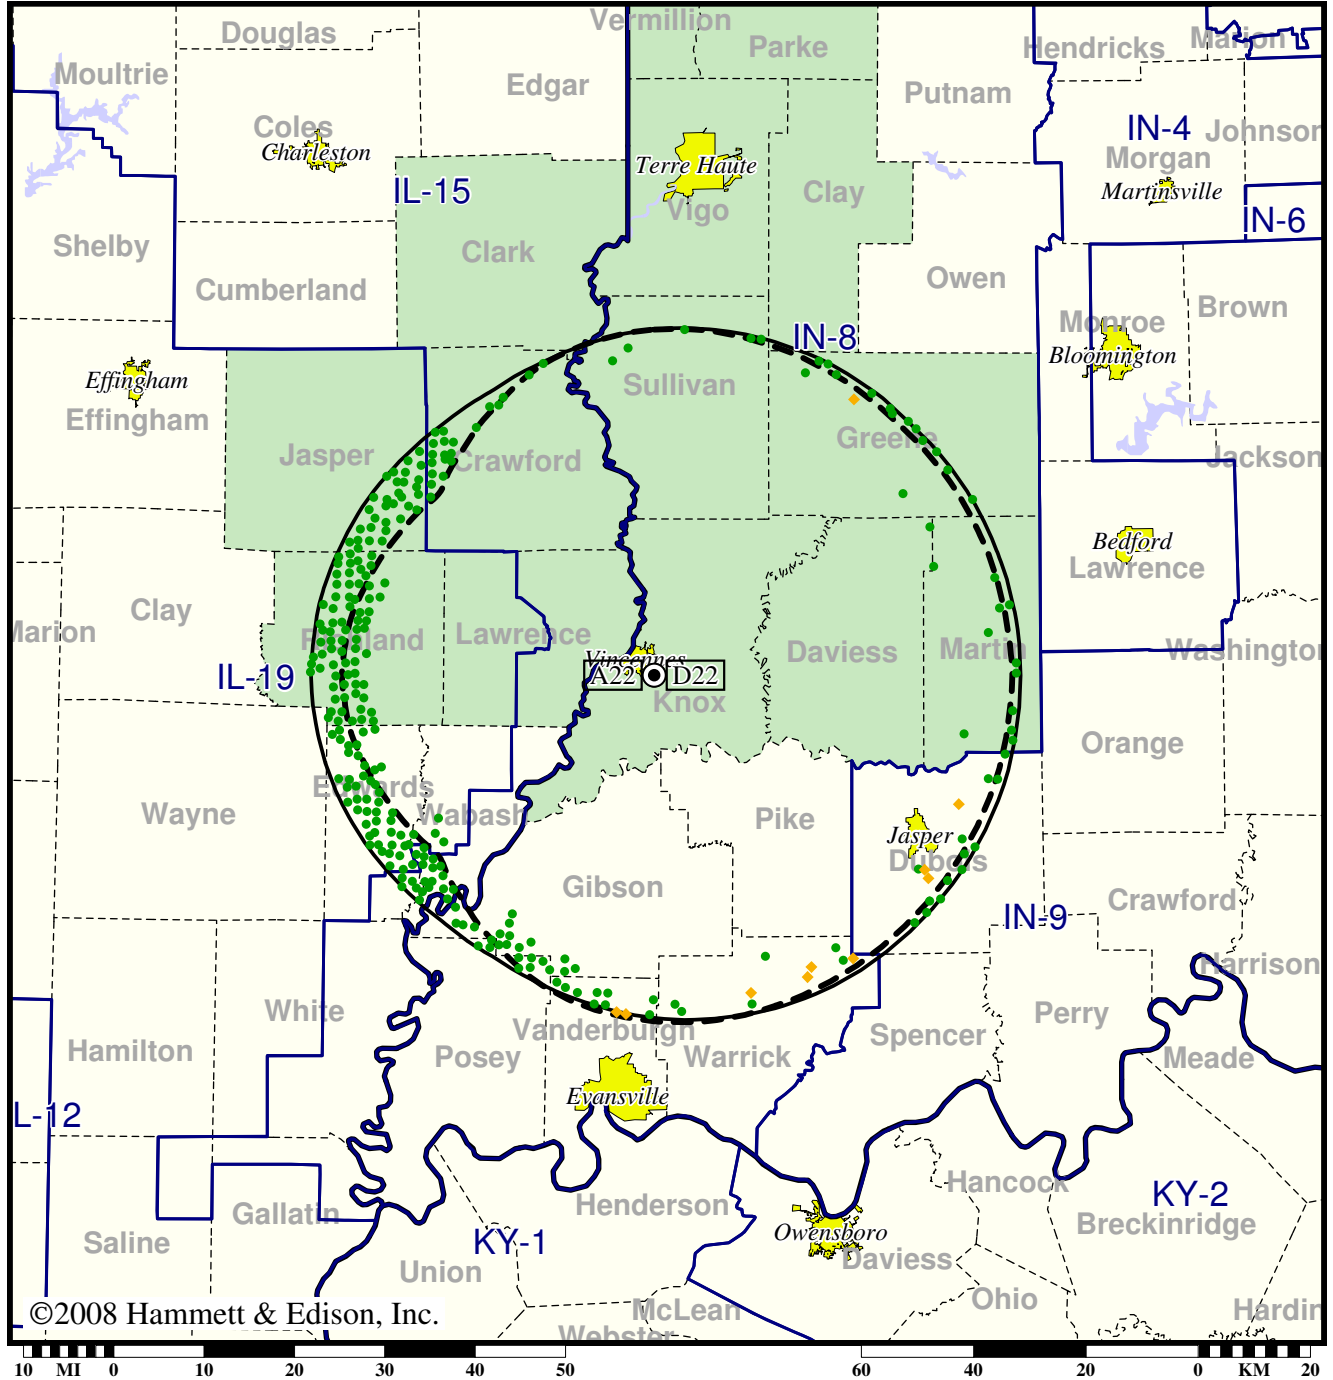 Vermillion
Douglas
Parke
Hendricks
Marion
Moultrie
Edgar
Putnam
Coles
Charleston
IN-4
Johnson
Morgan
Terre Haute
Martinsville
IL-15
Clay
Vigo
IN-6
Shelby
Clark
Owen
Cumberland
Brown
Monroe
IN-8
Bloomington
Effingham
Sullivan
Effingham
Greene
Jasper
Crawford
Jackson
Bedford
Lawrence
Clay
Marion
Richland
Lawrence
Daviess
Martin
Washington
Vincennes
IL-19
A22
D22
Knox
Orange
Edwards
Wayne
Wabash
Pike
Jasper
Dubois
Gibson
Crawford
IN-9
Harrison
White
Perry
Vanderburgh
Spencer
Hamilton
Posey
Warrick
Meade
Evansville
IL-12
Hancock
KY-2
Henderson
Gallatin
Breckinridge
Owensboro
Saline
KY-1
Daviess
Union
Ohio
McLean
Hardin
©2008 Hammett & Edison, Inc.
Webster
10 MI 0 10 20 30 40 50 60 40 20 0 KM 20